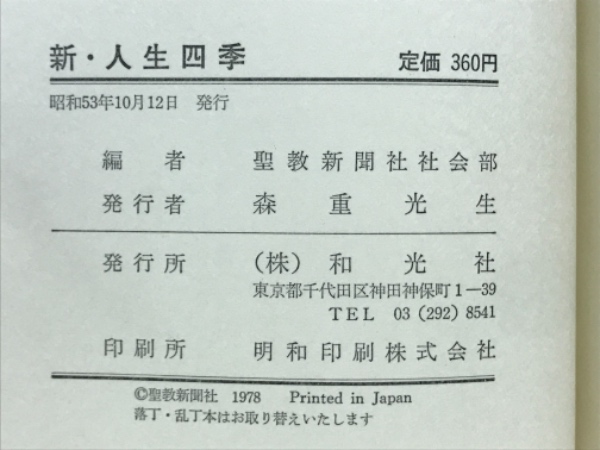 新・人生四季 定価 360円
昭和53年10月12日 発行
編者 聖教新聞社社会部
発行者 森重光生
発行所 (株)和光社
東京都千代田区神田神保町1―39
TEL 03 (292) 8541
印刷所 明和印刷株式会社
©聖教新聞社 1978 Printed in Japan
落丁・乱丁本はお取り替えいたします